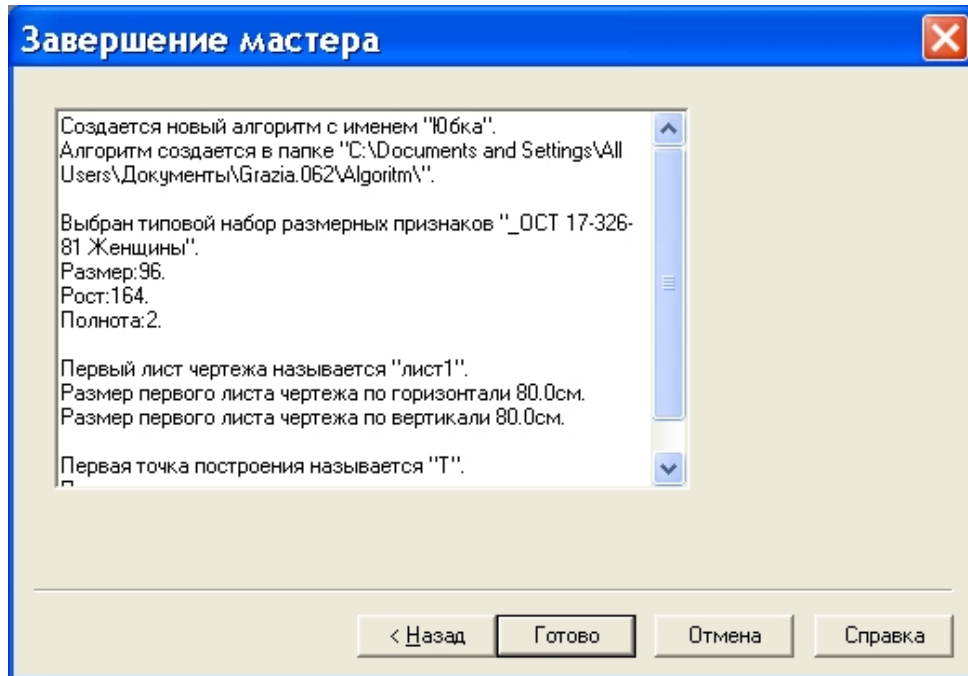 Завершение мастера
Создается новый алгоритм с именем "Юбка".
Алгоритм создается в папке "C:\Documents and Settings\All
Users\Документы\Grazia.062\Algoritm\".
Выбран типовой набор размерных признаков "_ОСТ 17-326-
81 Женщины".
Размер:96.
Рост:164.
Полнота:2.
Первый лист чертежа называется "лист1".
Размер первого листа чертежа по горизонтали 80.0см.
Размер первого листа чертежа по вертикали 80.0см.
Первая точка построения называется "Т".
< Назад Готово Отмена Справка